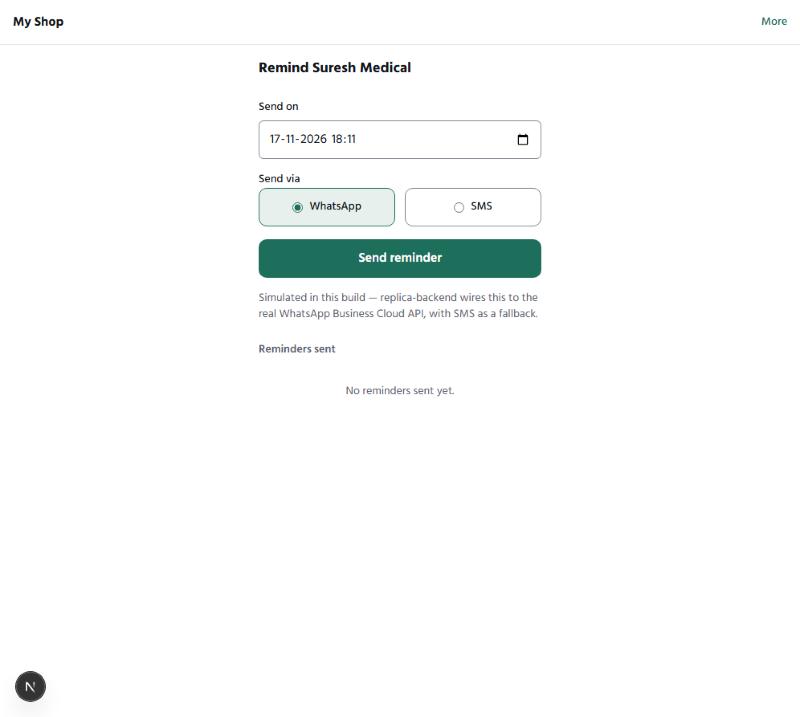 My Shop
More
Remind Suresh Medical
Send on
17-11-2026 18:11
Send via
WhatsApp
SMS
Send reminder
Simulated in this build — replica-backend wires this to the
real WhatsApp Business Cloud API, with SMS as a fallback.
Reminders sent
No reminders sent yet.
N